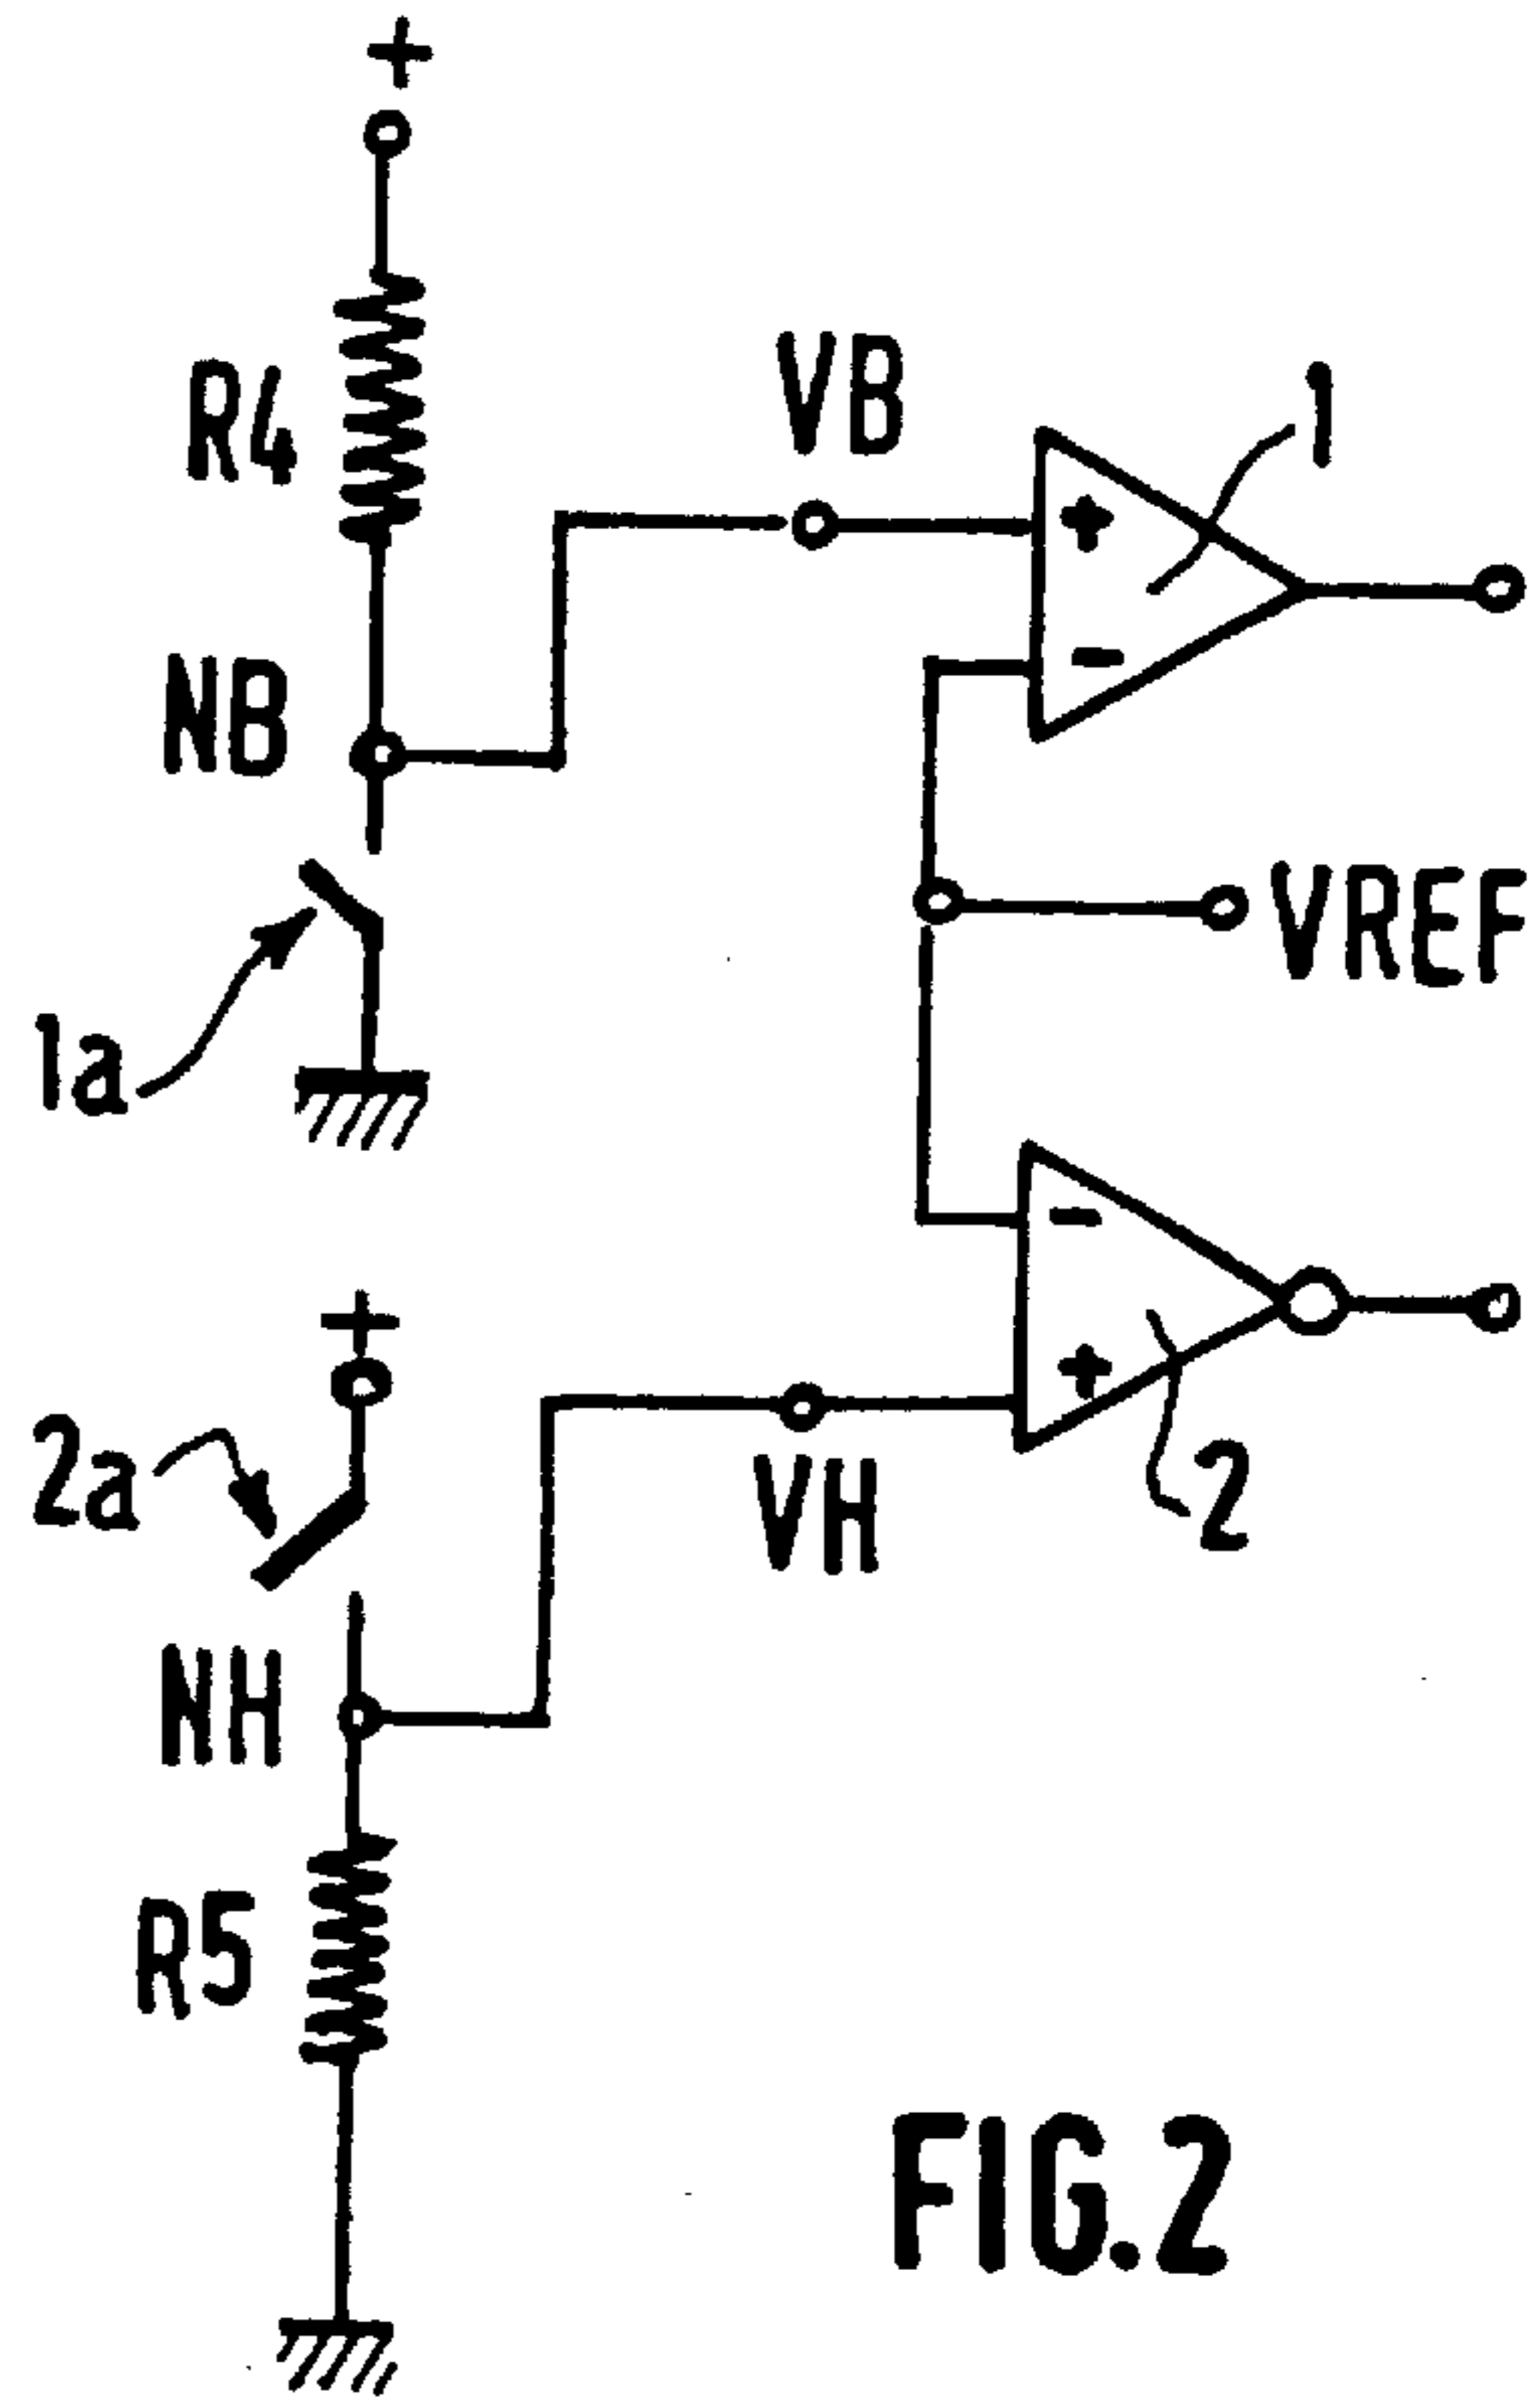 +
R4
VB
1
+
NB
-
VREF
1a
-
+
+
2a
VH
2
NH
R5
FIG.2